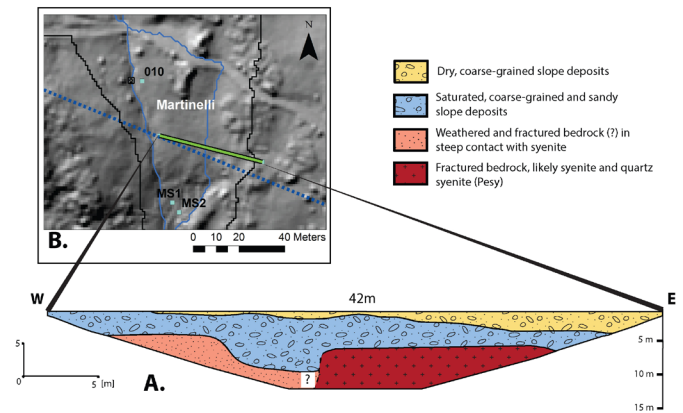 N
010
Martinelli
MS1
MS2
B.
0 10 20 40 Meters
Dry, coarse-grained slope deposits
Saturated, coarse-grained and sandy
slope deposits
Weathered and fractured bedrock (?) in
steep contact with syenite
Fractured bedrock, likely syenite and quartz
syenite (Pesy)
W
42m
E
5
0
5 [m]
A.
?
5 m
10 m
15 m